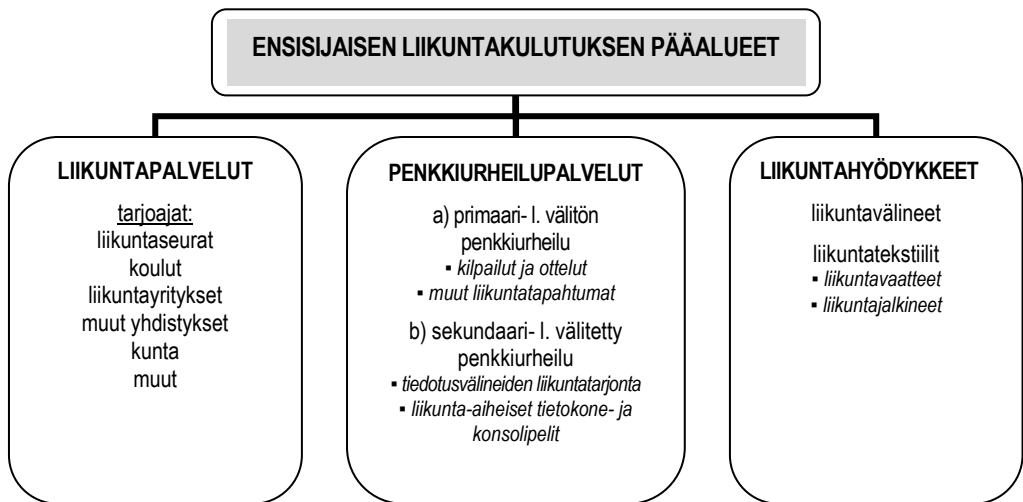 ENSISIJAISEN LIIKUNTAKULUTUKSEN PÄÄALUEET
LIIKUNTAPALVELUT
tarjoajat:
liikuntaseurat
koulut
liikuntayritykset
muut yhdistykset
kunta
muut
PENKKIURHEILUPALVELUT
a) primaari- l. välitön
penkkiurheilu
▪ kilpailut ja ottelut
▪ muut liikuntatapahtumat
b) sekundaari- l. välitetty
penkkiurheilu
▪ tiedotusvälineiden liikuntatarjonta
▪ liikunta-aiheiset tietokone- ja
konsolipelit
LIIKUNTAHYÖDYKKEET
liikuntavälineet
liikuntatekstiilit
▪ liikuntavaatteet
▪ liikuntajalkineet